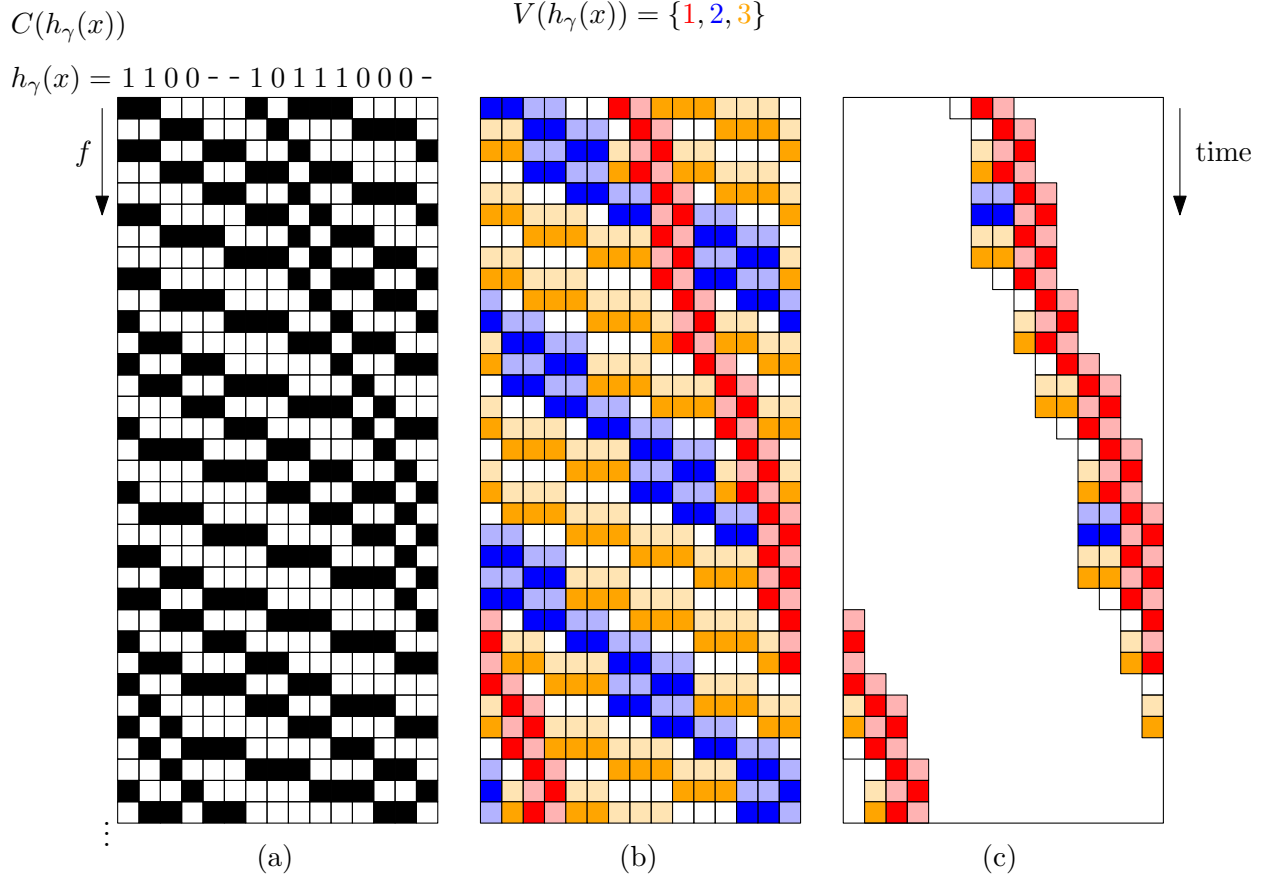 C(hγ(x))
V(hγ(x)) = {1, 2, 3}
hγ(x) = 1 1 0 0 - - 1 0 1 1 1 0 0 0 -
f
time
⋮
(a)
(b)
(c)